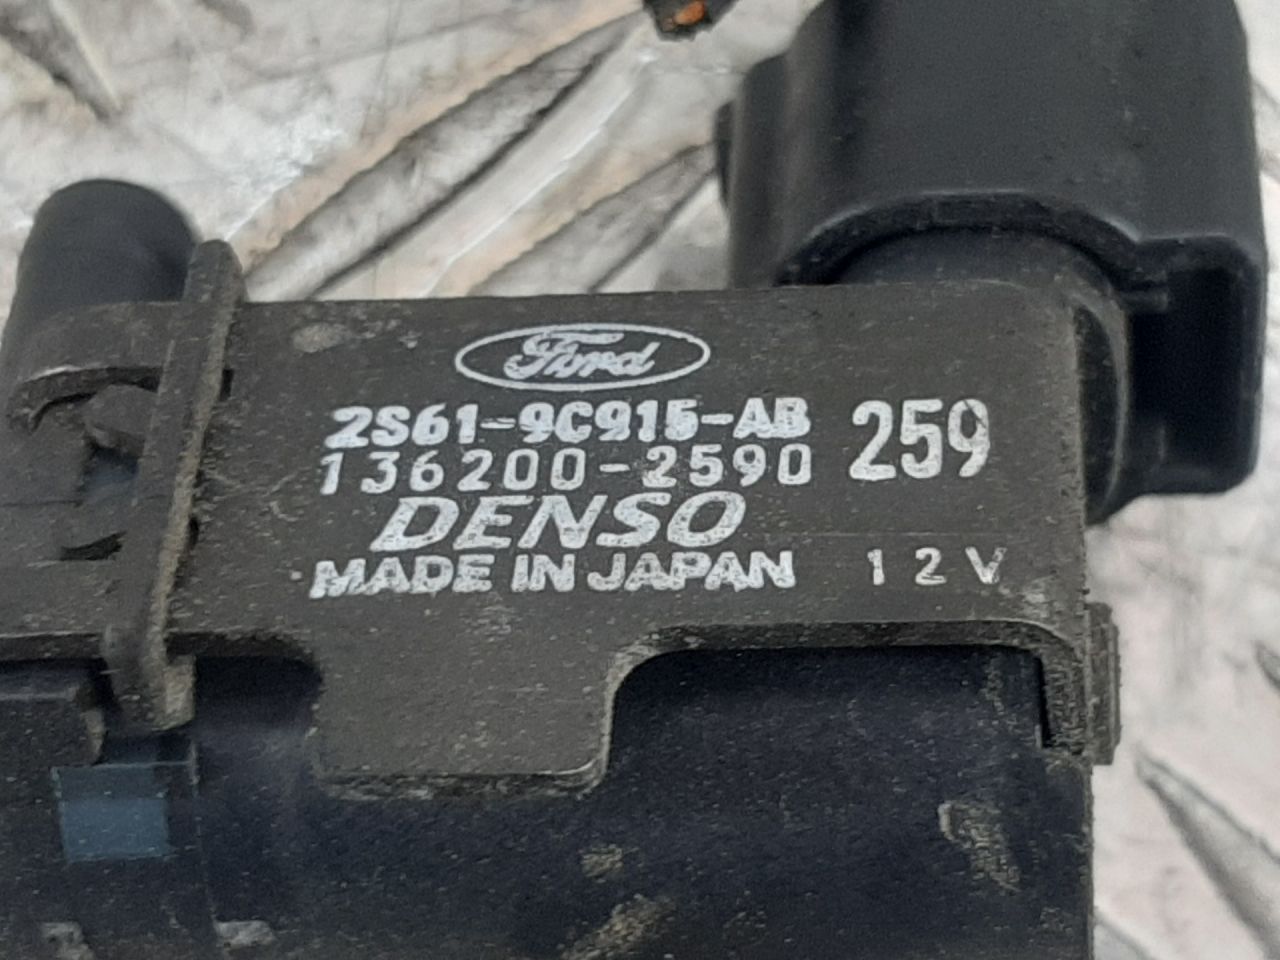 Ford
2S61-9C915-AB 259
136200-2590
DENSO
MADE IN JAPAN 12V